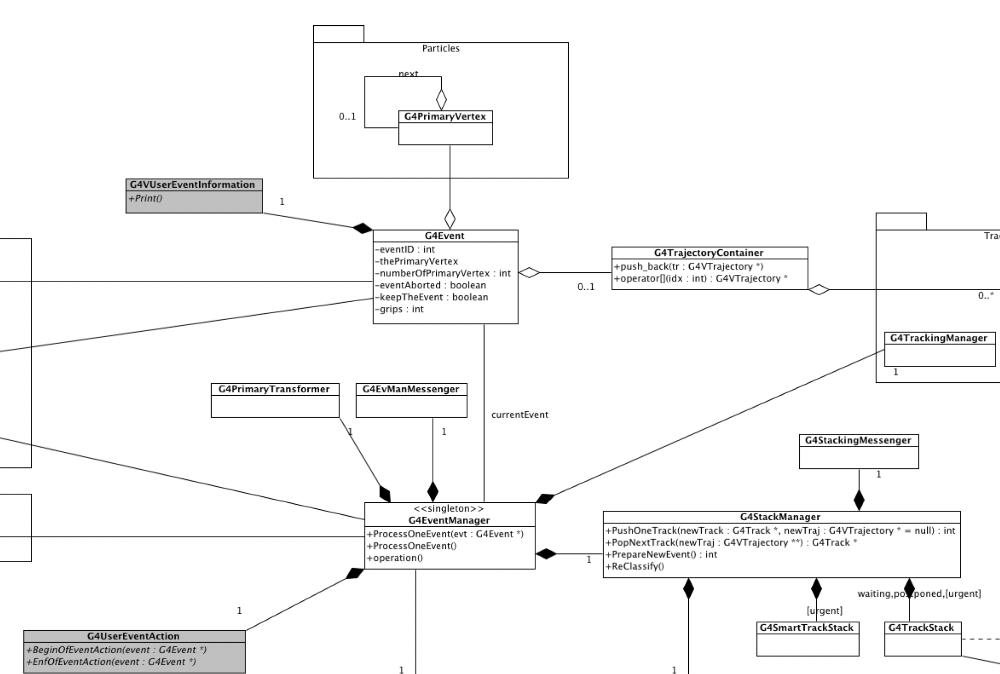 Particles
next
0..1
G4PrimaryVertex
G4VUserEventInformation
+Print()
1
G4Event
-eventID : int
-thePrimaryVertex
-numberOfPrimaryVertex : int
-eventAborted : boolean
-keepTheEvent : boolean
-grips : int
G4TrajectoryContainer
+push_back(tr : G4VTrajectory *)
+operator[](idx : int) : G4VTrajectory *
0..1
Trac
0..*
G4TrackingManager
1
G4PrimaryTransformer
1
G4EvManMessenger
1
currentEvent
G4StackingMessenger
1
<<singleton>>
G4EventManager
+ProcessOneEvent(evt : G4Event *)
+ProcessOneEvent()
+operation()
1
G4StackManager
+PushOneTrack(newTrack : G4Track *, newTraj : G4VTrajectory * = null) : int
+PopNextTrack(newTraj : G4VTrajectory **) : G4Track *
+PrepareNewEvent() : int
+ReClassify()
waiting,postponed,[urgent]
[urgent]
G4SmartTrackStack
G4TrackStack
1
G4UserEventAction
+BeginOfEventAction(event : G4Event *)
+EnfOfEventAction(event : G4Event *)
1
1